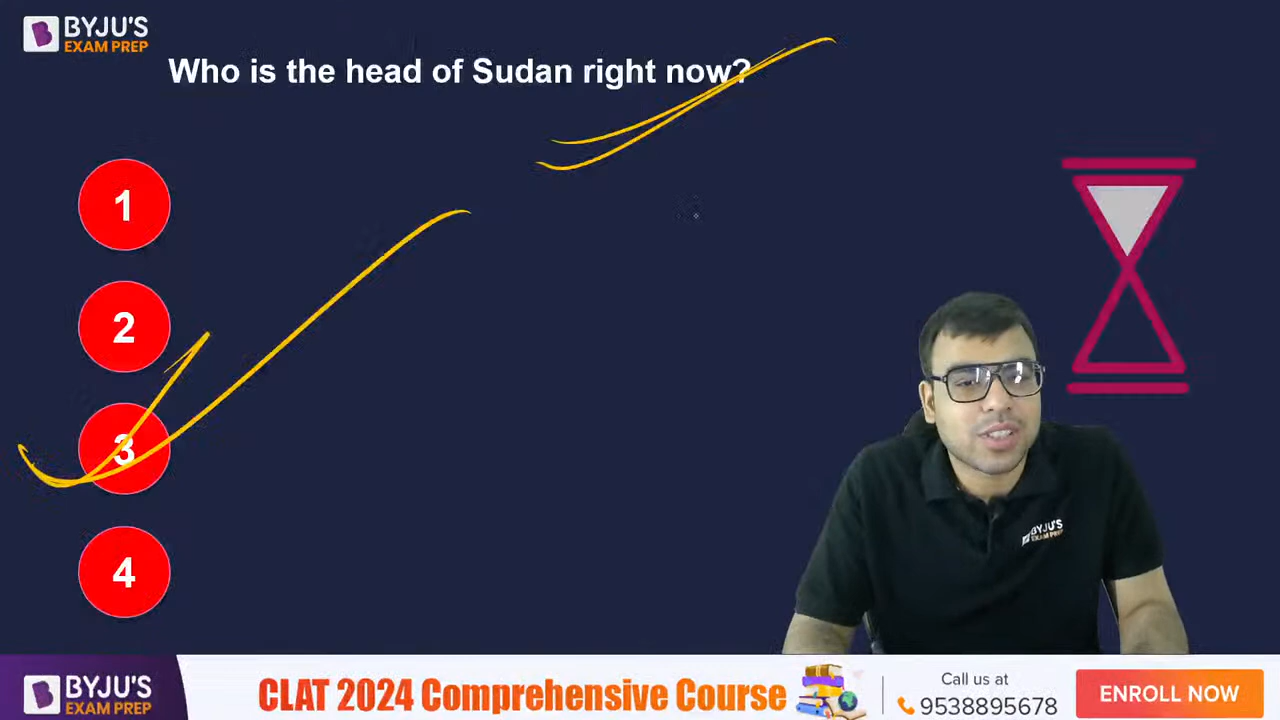 BYJU'S
EXAM PREP
Who is the head of Sudan right now?
1
2
3
4
BYJU'S
EXAM PREP
BYJU'S
EXAM PREP
CLAT 2024 Comprehensive Course
Call us at
9538895678
ENROLL NOW